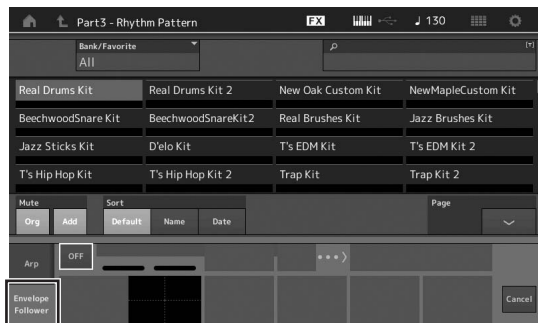 Part3 - Rhythm Pattern FX 130
Bank/Favorite
All
Real Drums Kit Real Drums Kit 2 New Oak Custom Kit NewMapleCustom Kit
BeechwoodSnare Kit BeechwoodSnareKit2 Real Brushes Kit Jazz Brushes Kit
Jazz Sticks Kit D'elo Kit T's EDM Kit T's EDM Kit 2
T's Hip Hop Kit T's Hip Hop Kit 2 Trap Kit Trap Kit 2
Mute Sort Page
Org Add Default Name Date
Arp OFF
Envelope
Follower
Cancel